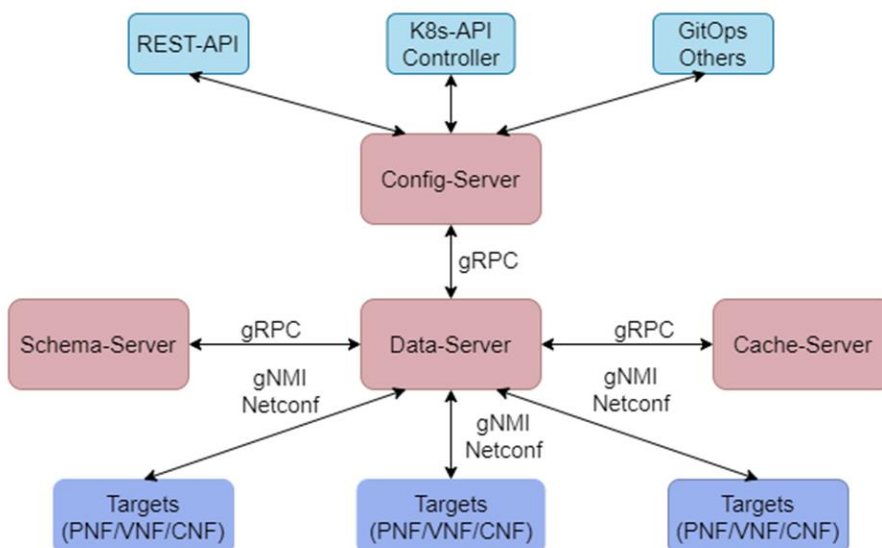 REST-API
K8s-API
Controller
GitOps
Others
Config-Server
gRPC
Schema-Server
gRPC
Data-Server
gRPC
Cache-Server
gNMI
Netconf
gNMI
Netconf
gNMI
Netconf
Targets
(PNF/VNF/CNF)
Targets
(PNF/VNF/CNF)
Targets
(PNF/VNF/CNF)